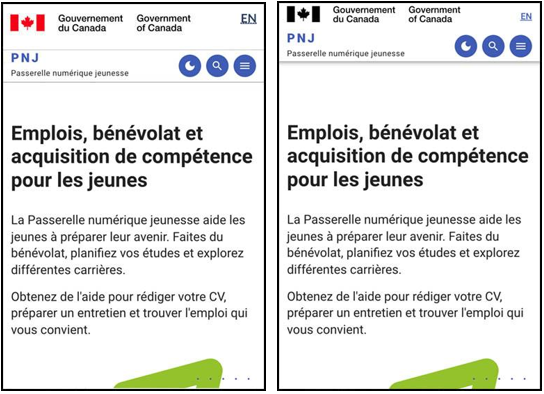 Gouvernement Government
du Canada of Canada
EN
PNJ
Passerelle numérique jeunesse
Emplois, bénévolat et
acquisition de compétence
pour les jeunes
La Passerelle numérique jeunesse aide les
jeunes à préparer leur avenir. Faites du
bénévolat, planifiez vos études et explorez
différentes carrières.
Obtenez de l'aide pour rédiger votre CV,
préparer un entretien et trouver l'emploi qui
vous convient.
Gouvernement Government
du Canada of Canada
EN
PNJ
Passerelle numérique jeunesse
Emplois, bénévolat et
acquisition de compétence
pour les jeunes
La Passerelle numérique jeunesse aide les
jeunes à préparer leur avenir. Faites du
bénévolat, planifiez vos études et explorez
différentes carrières.
Obtenez de l'aide pour rédiger votre CV,
préparer un entretien et trouver l'emploi qui
vous convient.